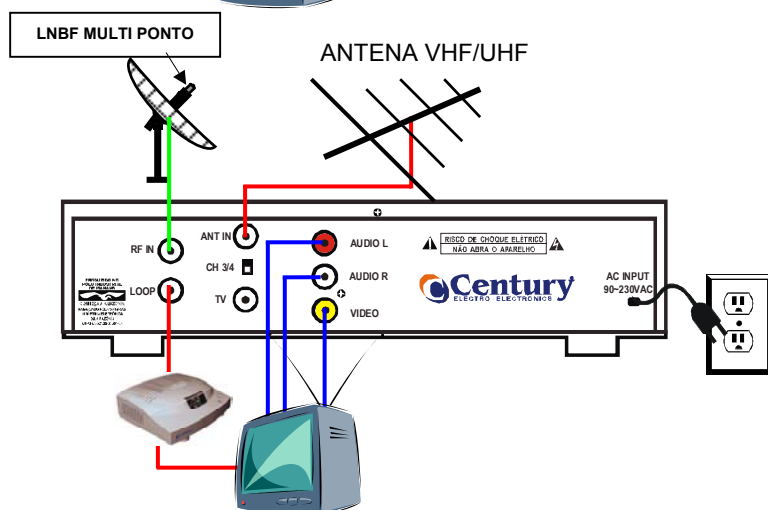 LNBF MULTI PONTO
ANTENA VHF/UHF
RF IN
ANT IN
AUDIO L
RISCO DE CHOQUE ELÉTRICO
NÃO ABRA O APARELHO
CH 3/4
AUDIO R
LOOP
TV
Century
ELECTRO ELECTRONICS
VIDEO
AC INPUT
90~230VAC